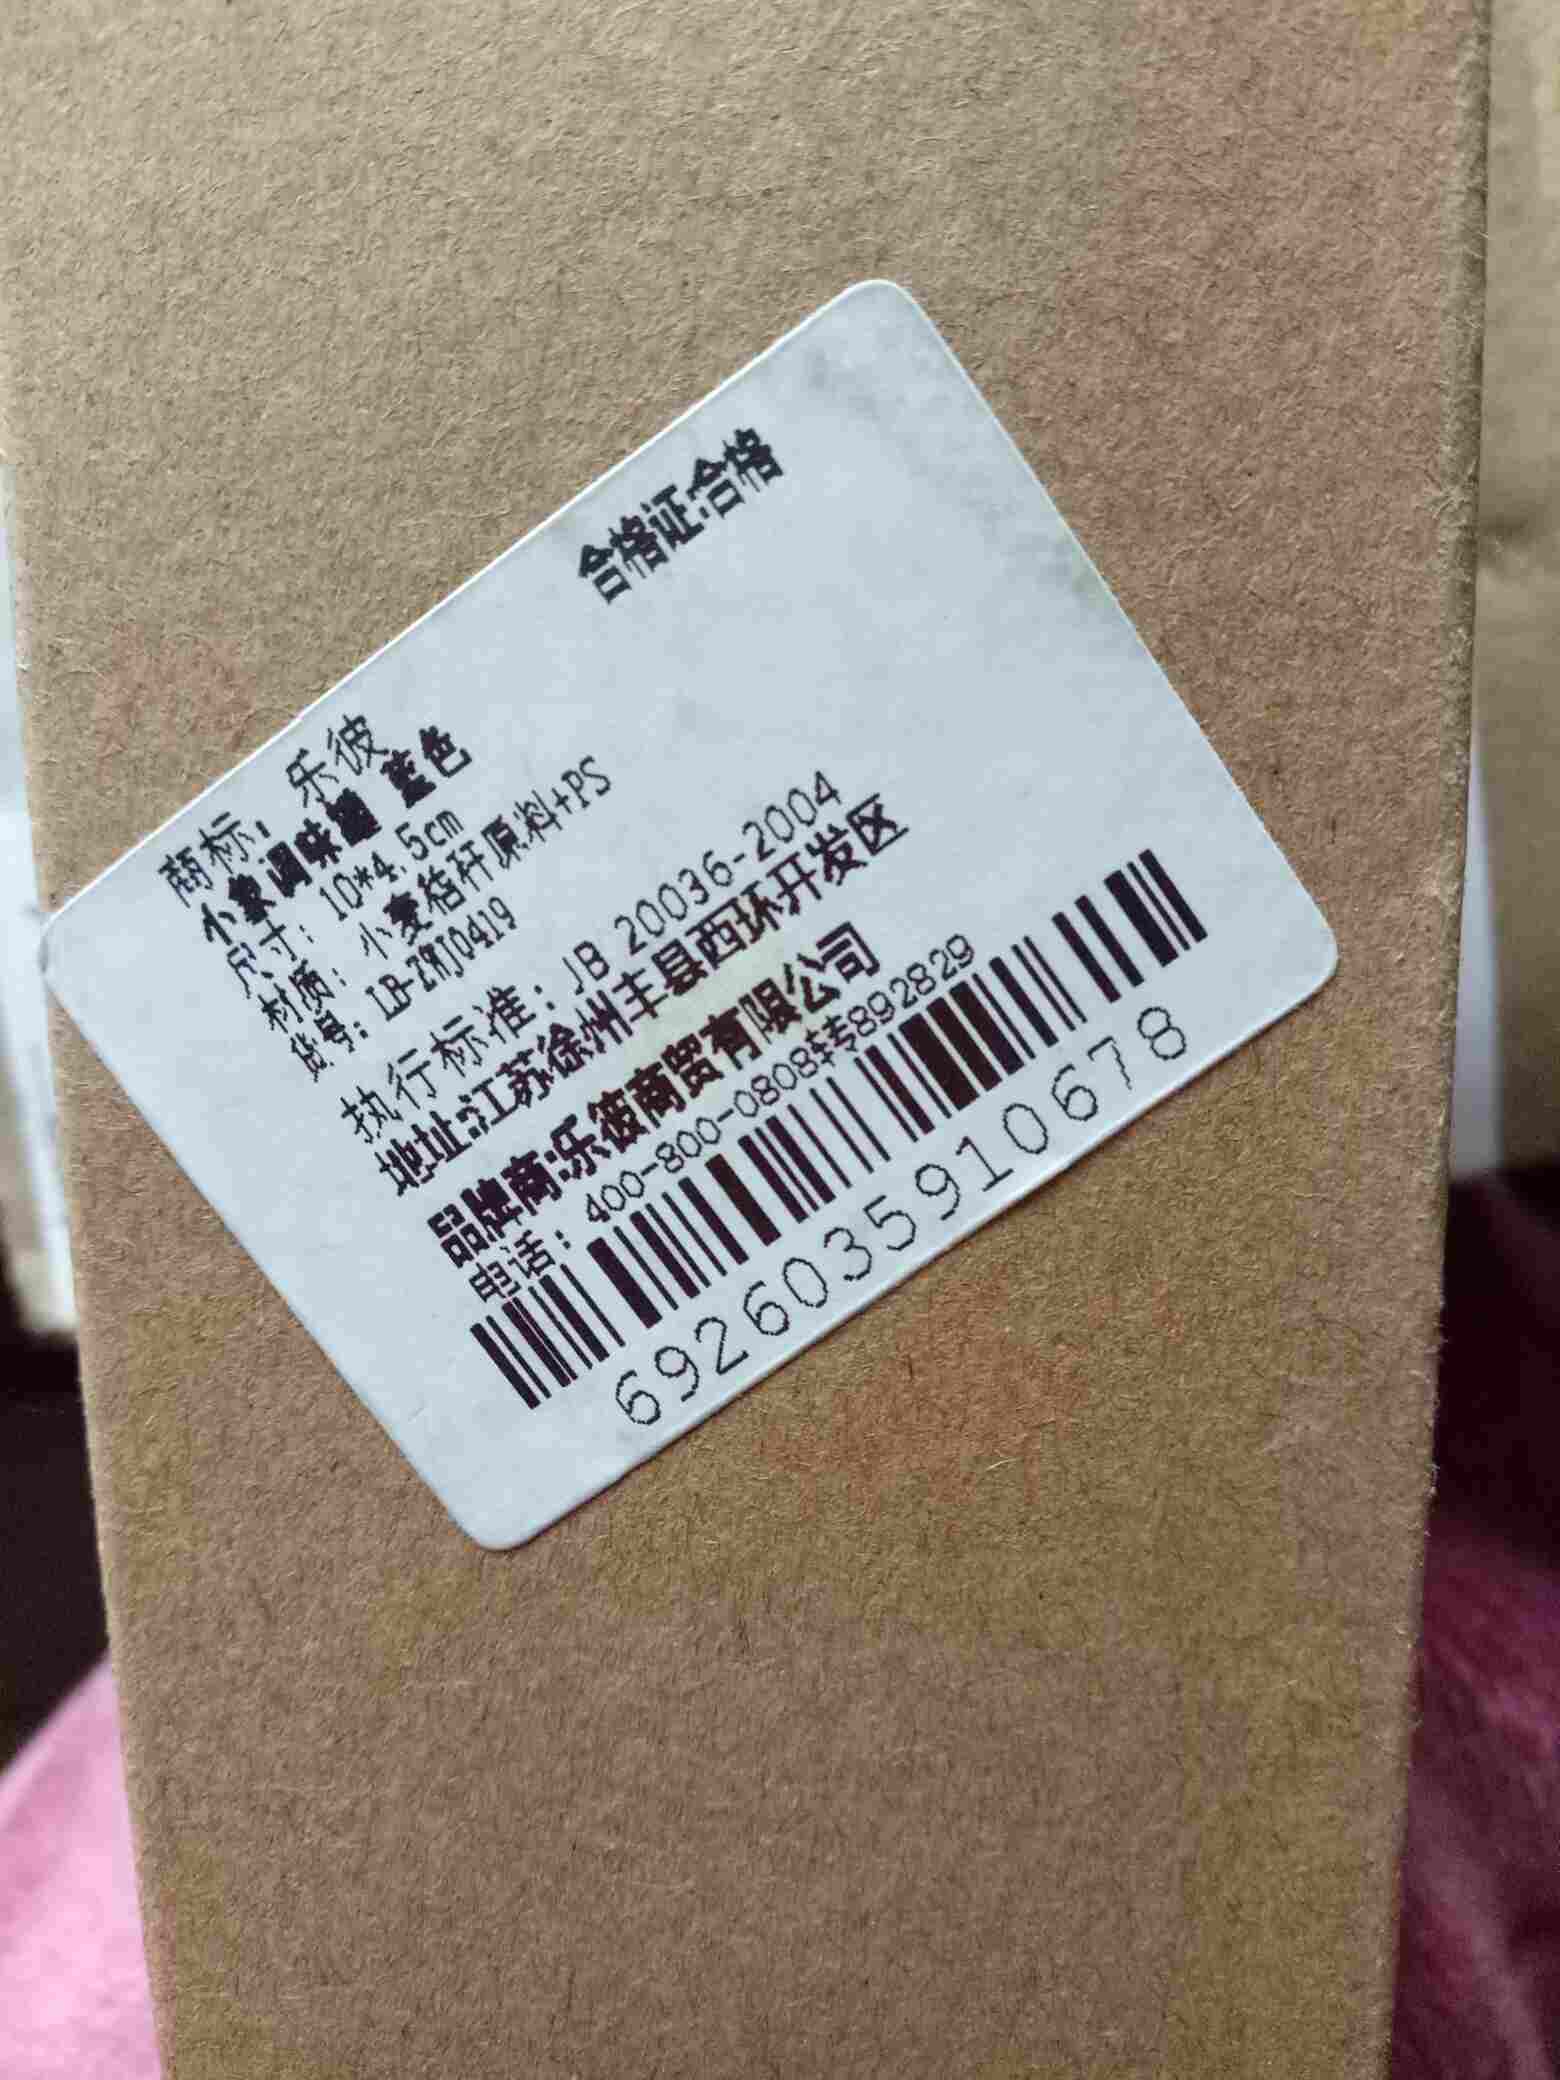 合格证:合格
商标: 乐彼
小象调味罐 蓝色
尺寸: 10*4.5cm
材质: 小麦秸秆原料+PS
货号: LB-ZWJ0419
执行标准: JB 20036-2004
地址:江苏徐州丰县西环开发区
品牌商:乐彼商贸有限公司
电话: 400-800-0808转892829
6926035910678